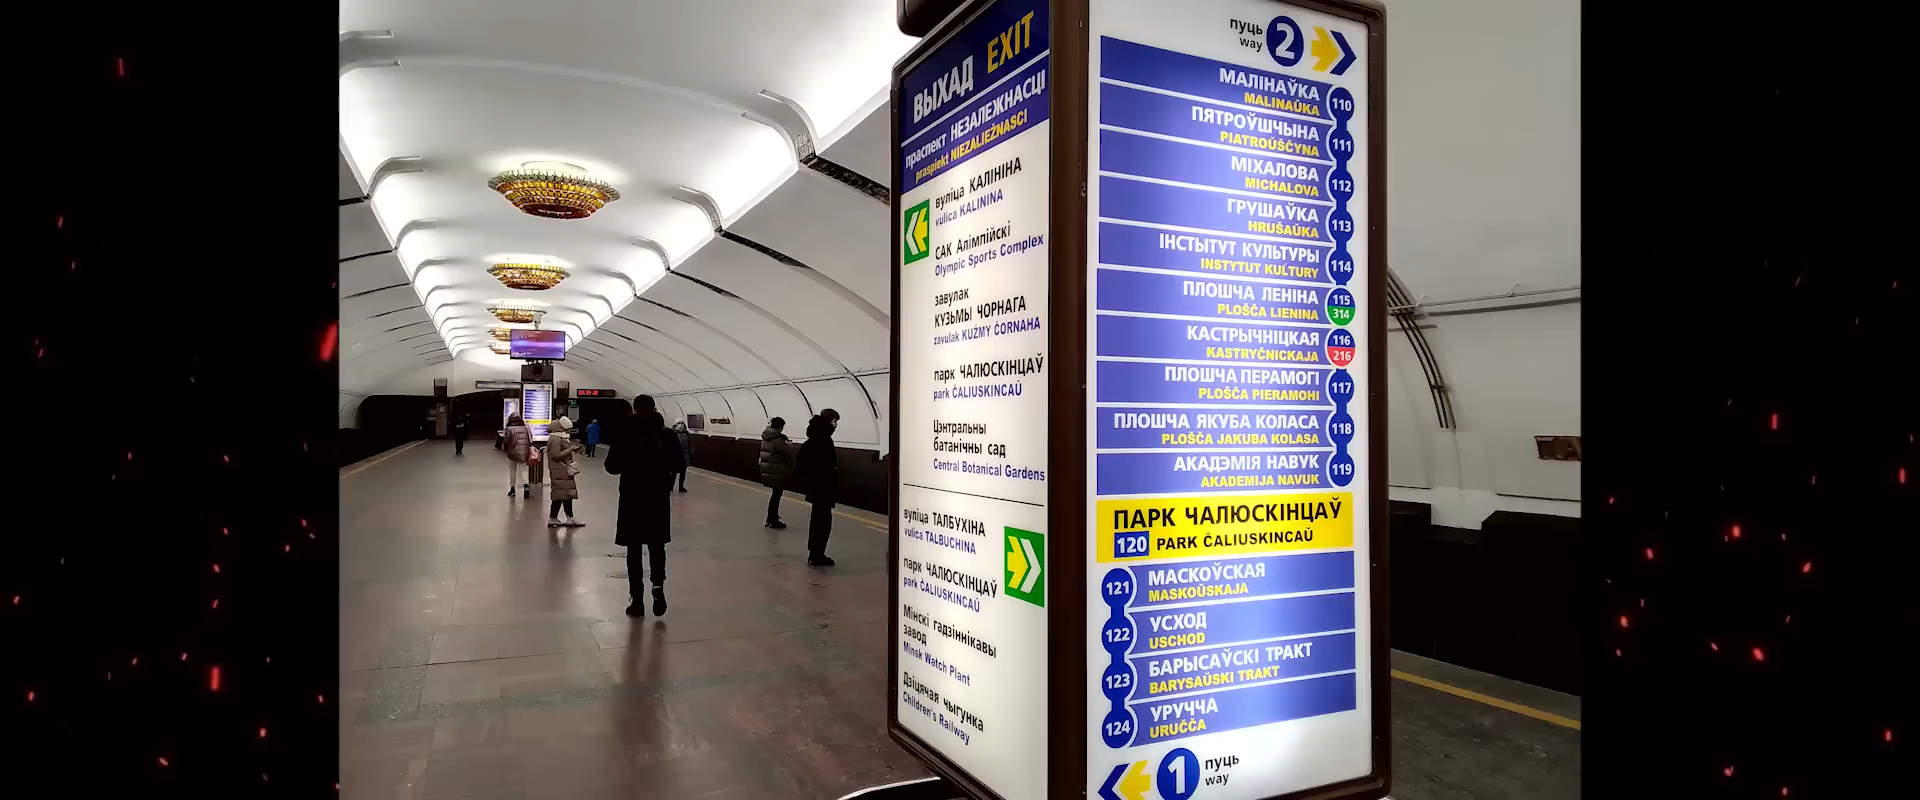 ВЫХАД EXIT
праспект НЕЗАЛЕЖНАСЦІ
praspiekt NIEZALIEŽNASCI
вуліца КАЛІНІНА
vulica KALININA
САК Алімпійскі
Olympic Sports Complex
завулак
КУЗЬМЫ ЧОРНАГА
zavulak KUŹMY ČORNAHA
парк ЧАЛЮСКІНЦАЎ
park ČALIUSKINCAŬ
Цэнтральны
батанічны сад
Central Botanical Gardens
вуліца ТАЛБУХІНА
vulica TALBUCHINA
парк ЧАЛЮСКІНЦАЎ
park ČALIUSKINCAŬ
Мінскі гадзіннікавы
завод
Minsk Watch Plant
Дзіцячая чыгунка
Children's Railway
пуць
way 2
МАЛІНАЎКА
MALINAŬKA 110
ПЯТРОЎШЧЫНА
PIATROŬŠČYNA 111
МІХАЛОВА
MICHALOVA 112
ГРУШАЎКА
HRUŠAŬKA 113
ІНСТЫТУТ КУЛЬТУРЫ
INSTYTUT KULTURY 114
ПЛОШЧА ЛЕНІНА 115
PLOŠČA LIENINA 314
КАСТРЫЧНІЦКАЯ 116
KASTRYČNICKAJA 216
ПЛОШЧА ПЕРАМОГІ
PLOŠČA PIERAMOHI 117
ПЛОШЧА ЯКУБА КОЛАСА
PLOŠČA JAKUBA KOLASA 118
АКАДЭМІЯ НАВУК
AKADEMIJA NAVUK 119
ПАРК ЧАЛЮСКІНЦАЎ
120 PARK ČALIUSKINCAŬ
121 МАСКОЎСКАЯ
MASKOŬSKAJA
122 УСХОД
USCHOD
123 БАРЫСАЎСКІ ТРАКТ
BARYSAŬSKI TRAKT
124 УРУЧЧА
URUČČA
1 пуць
way